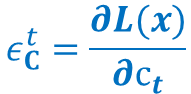 ϵ_C^t = ∂L(x) / ∂c_t